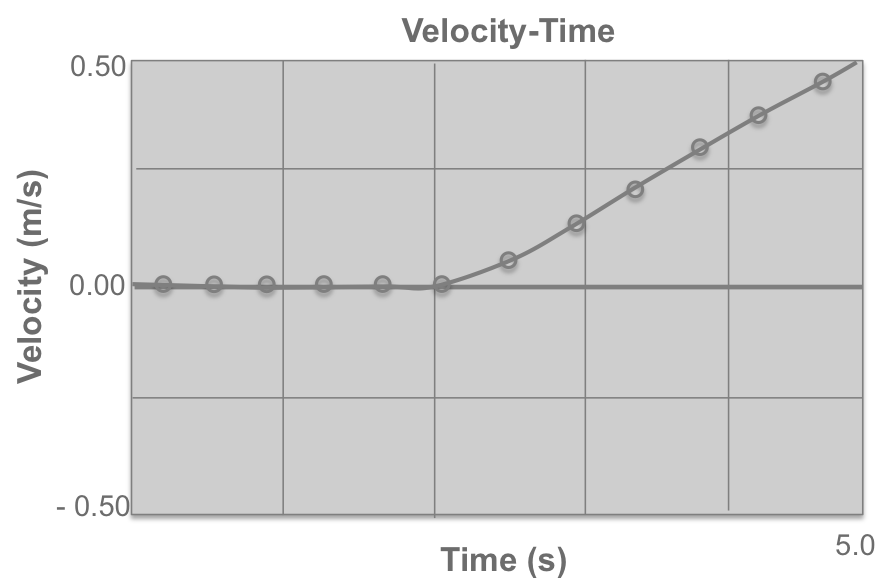 Velocity-Time
0.50
Velocity (m/s)
0.00
- 0.50
5.0
Time (s)